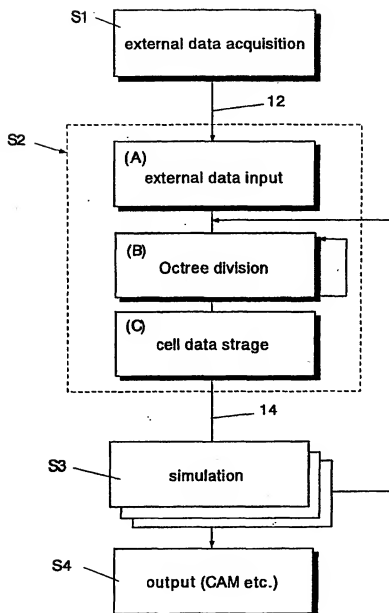 S1
external data acquisition
12
S2
(A)
external data input
(B)
Octree division
(C)
cell data strage
14
S3
simulation
S4
output (CAM etc.)